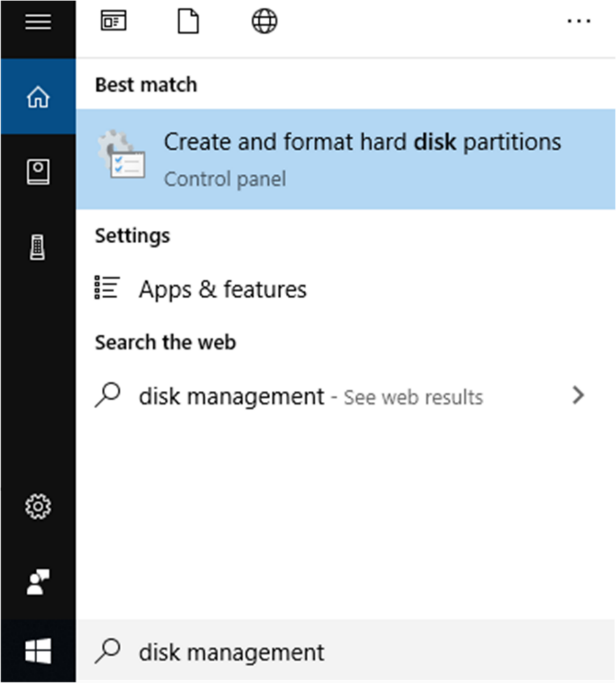 Best match
Create and format hard disk partitions
Control panel
Settings
Apps & features
Search the web
disk management - See web results
disk management